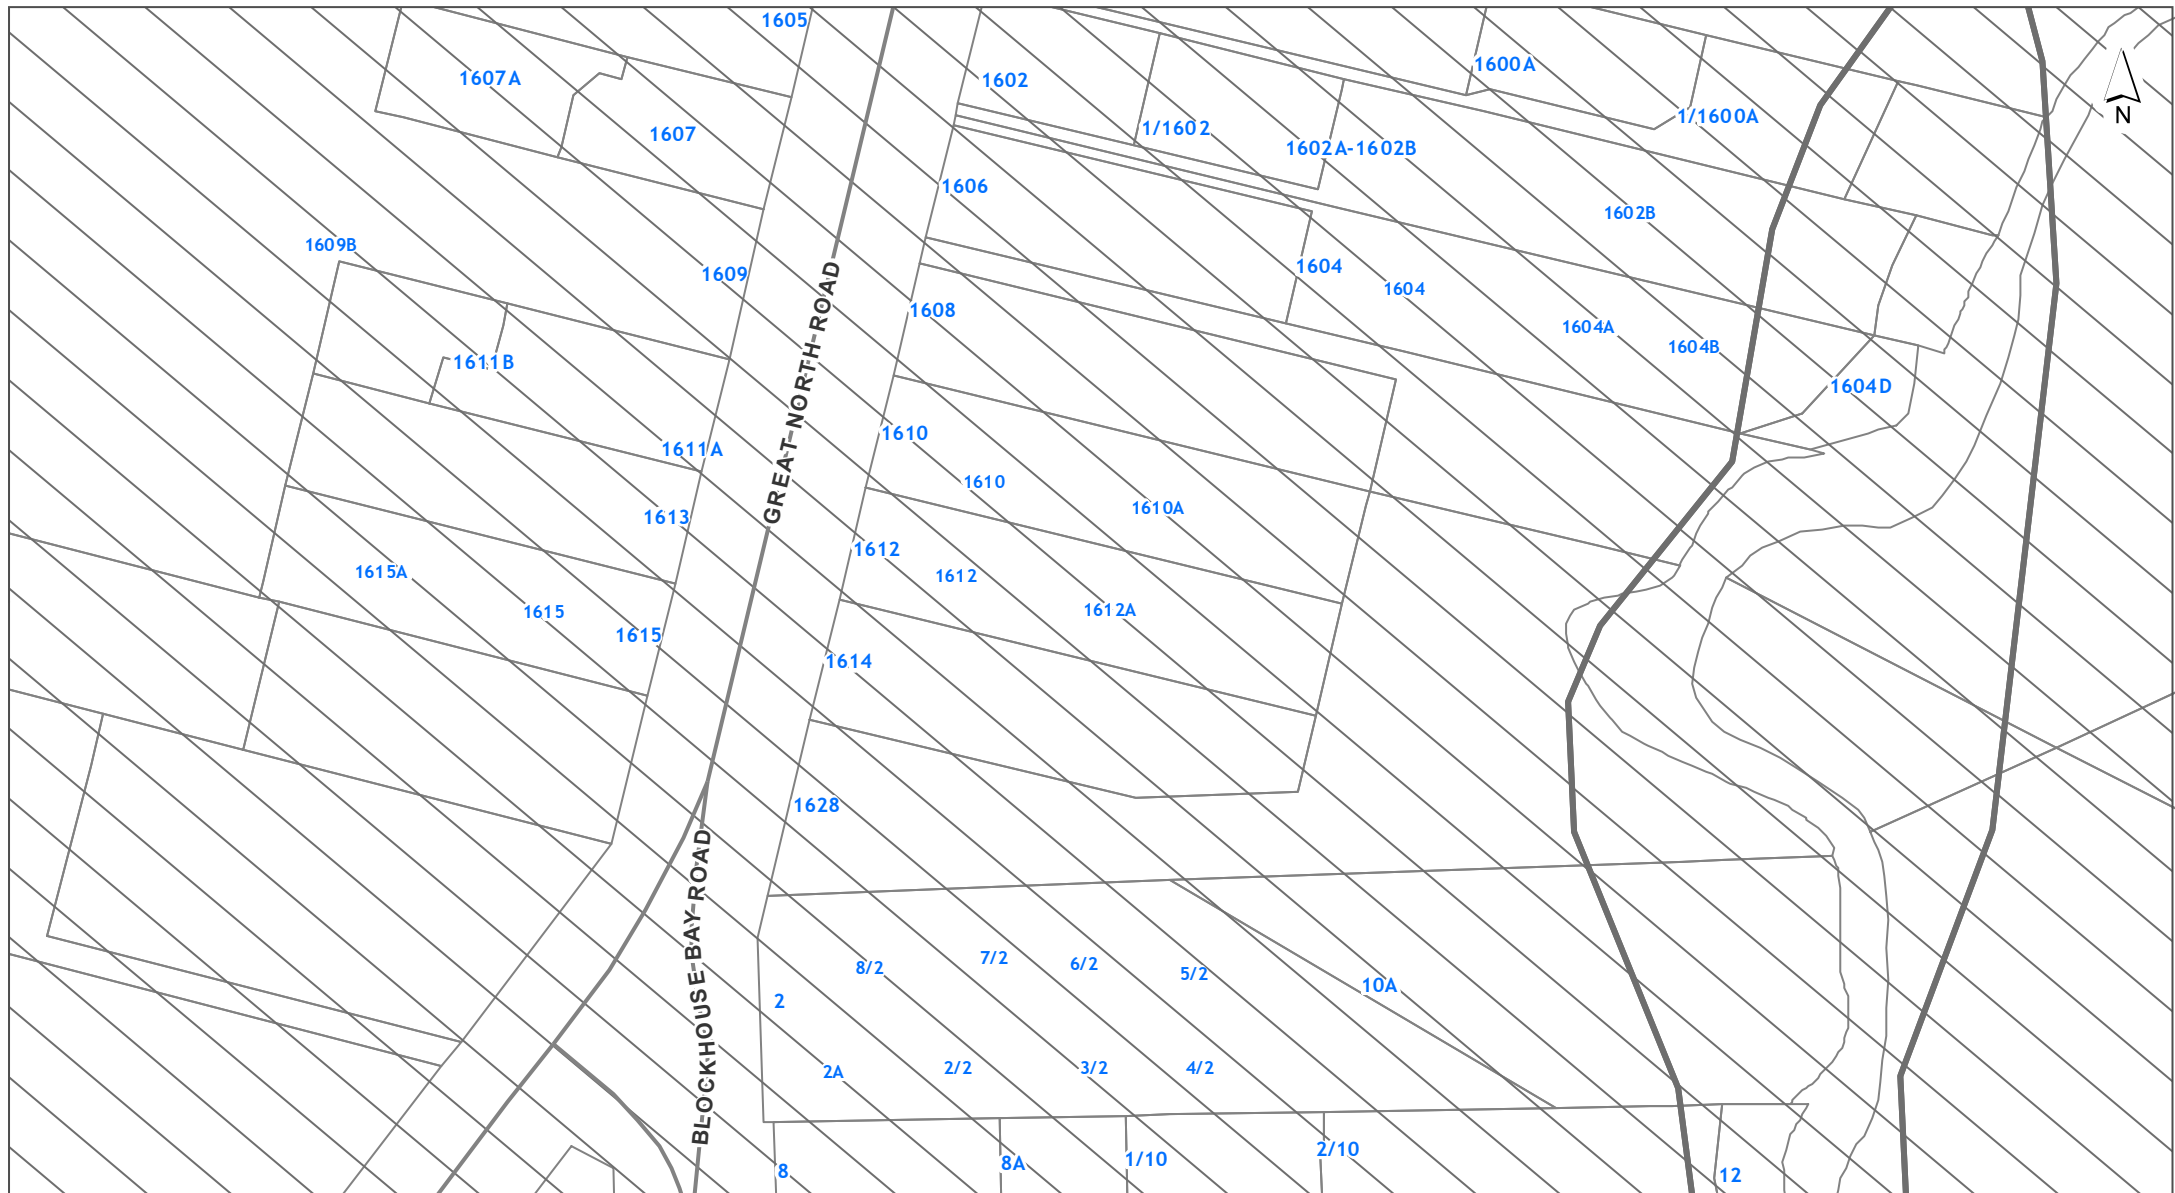 1605
1607A
1602
1600A
1/1600A
N
1607
1/1602
1602A-1602B
1606
1602B
1609B
1609
1604
1604
1608
1604A
1604B
1611B
1604D
GREAT NORTH ROAD
1611A
1610
1610
1610A
1613
1612
1612
1612A
1615A
1615
1615
1614
1628
BLOCKHOUSE BAY ROAD
8/2
7/2
6/2
5/2
10A
2
2A
2/2
3/2
4/2
8
8A
1/10
2/10
12